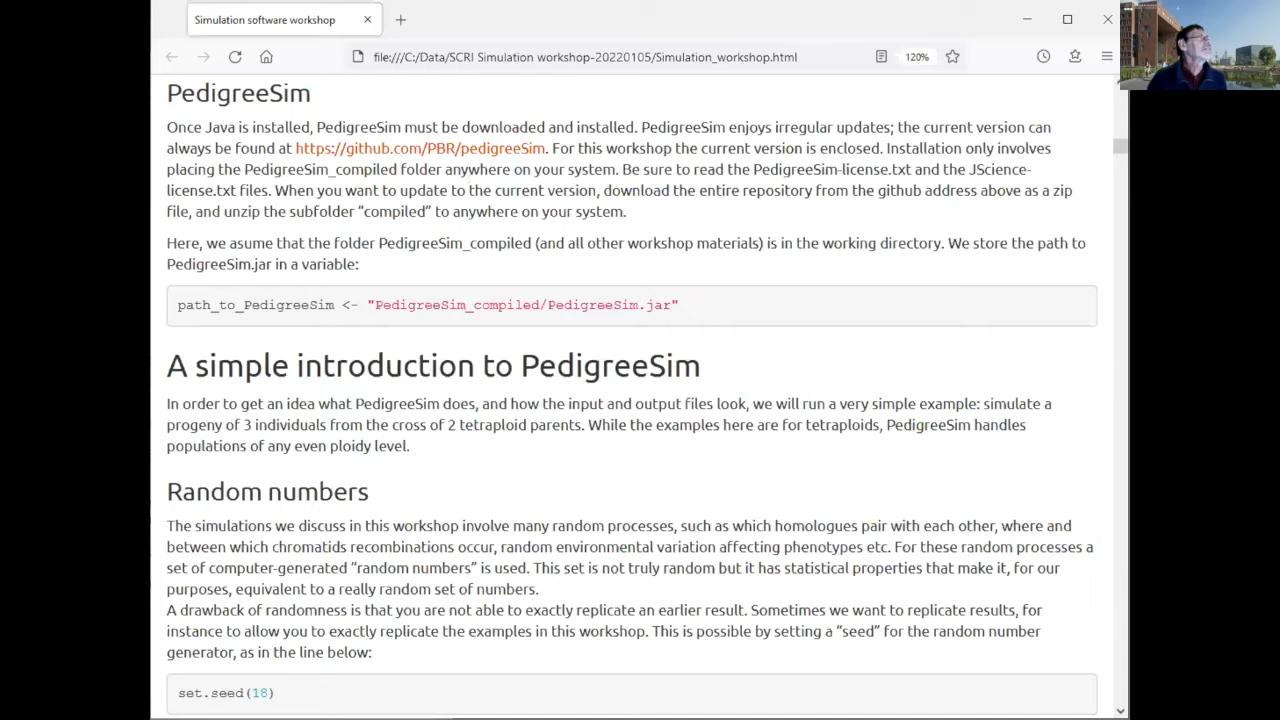 Simulation software workshop
file:///C:/Data/SCRI Simulation workshop-20220105/Simulation_workshop.html
120%
PedigreeSim
Once Java is installed, PedigreeSim must be downloaded and installed. PedigreeSim enjoys irregular updates; the current version can
always be found at https://github.com/PBR/pedigreeSim. For this workshop the current version is enclosed. Installation only involves
placing the PedigreeSim_compiled folder anywhere on your system. Be sure to read the PedigreeSim-license.txt and the JScience-
license.txt files. When you want to update to the current version, download the entire repository from the github address above as a zip
file, and unzip the subfolder “compiled” to anywhere on your system.
Here, we asume that the folder PedigreeSim_compiled (and all other workshop materials) is in the working directory. We store the path to
PedigreeSim.jar in a variable:
path_to_PedigreeSim <- "PedigreeSim_compiled/PedigreeSim.jar"
A simple introduction to PedigreeSim
In order to get an idea what PedigreeSim does, and how the input and output files look, we will run a very simple example: simulate a
progeny of 3 individuals from the cross of 2 tetraploid parents. While the examples here are for tetraploids, PedigreeSim handles
populations of any even ploidy level.
Random numbers
The simulations we discuss in this workshop involve many random processes, such as which homologues pair with each other, where and
between which chromatids recombinations occur, random environmental variation affecting phenotypes etc. For these random processes a
set of computer-generated “random numbers” is used. This set is not truly random but it has statistical properties that make it, for our
purposes, equivalent to a really random set of numbers.
A drawback of randomness is that you are not able to exactly replicate an earlier result. Sometimes we want to replicate results, for
instance to allow you to exactly replicate the examples in this workshop. This is possible by setting a “seed” for the random number
generator, as in the line below:
set.seed(18)